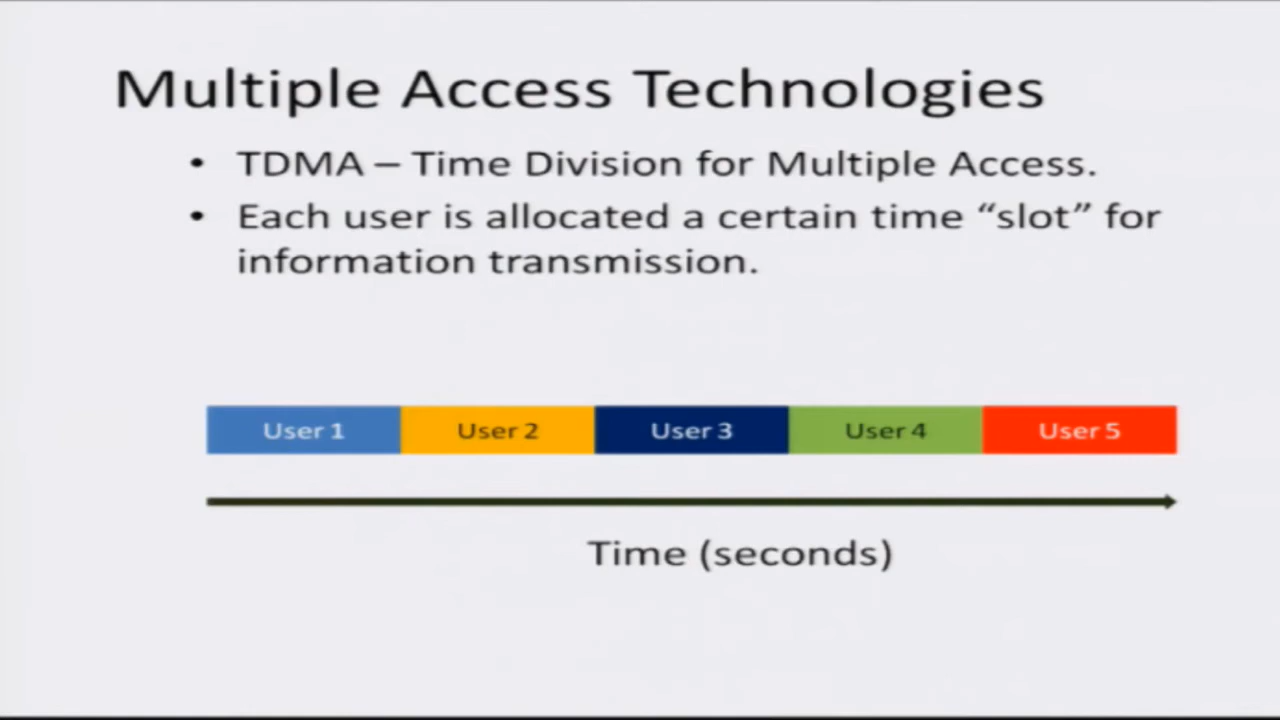 Multiple Access Technologies
• TDMA – Time Division for Multiple Access.
• Each user is allocated a certain time “slot” for
information transmission.
User 1 User 2 User 3 User 4 User 5
Time (seconds)